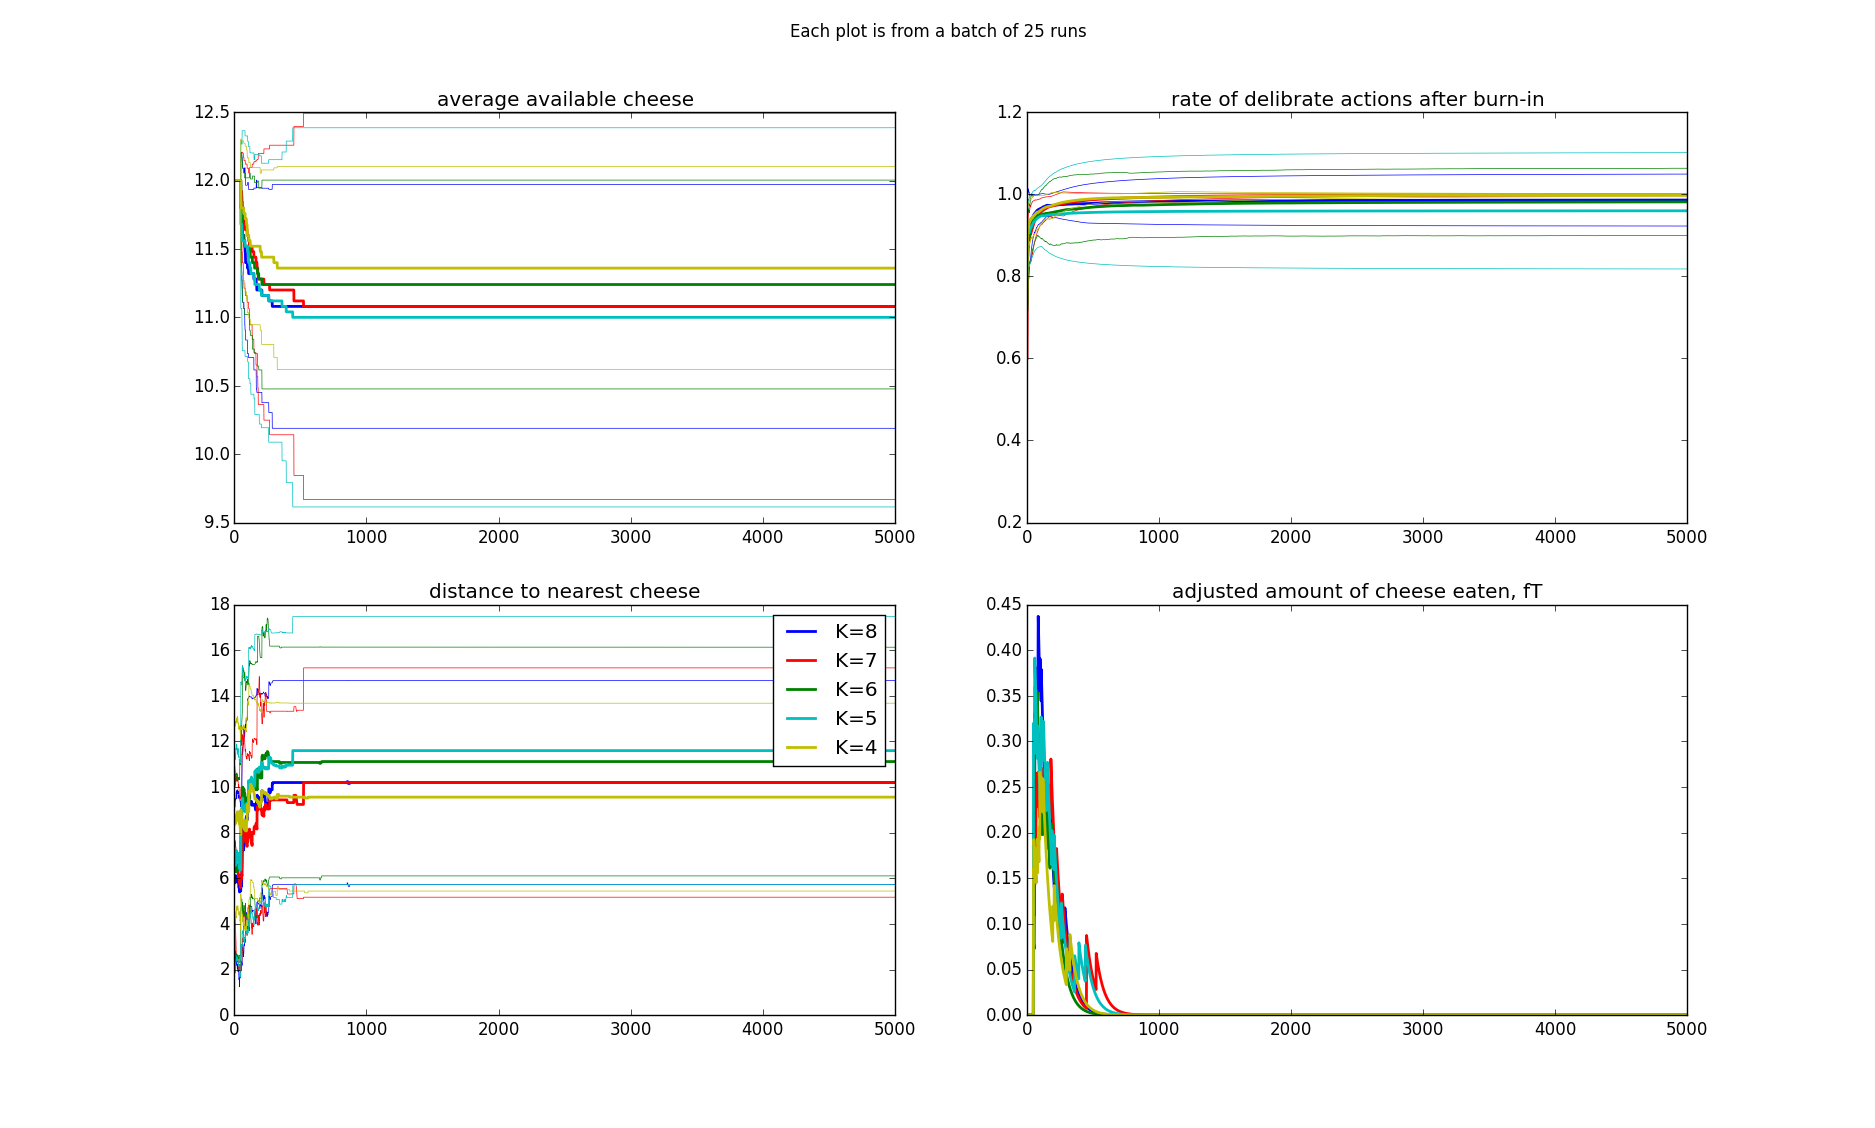 Each plot is from a batch of 25 runs
average available cheese
12.5
12.0
11.5
11.0
10.5
10.0
9.5
0 1000 2000 3000 4000 5000
rate of delibrate actions after burn-in
1.2
1.0
0.8
0.6
0.4
0.2
0 1000 2000 3000 4000 5000
distance to nearest cheese
18
16
14
12
10
8
6
4
2
0
0 1000 2000 3000 4000 5000
K=8
K=7
K=6
K=5
K=4
adjusted amount of cheese eaten, fT
0.45
0.40
0.35
0.30
0.25
0.20
0.15
0.10
0.05
0.00
0 1000 2000 3000 4000 5000